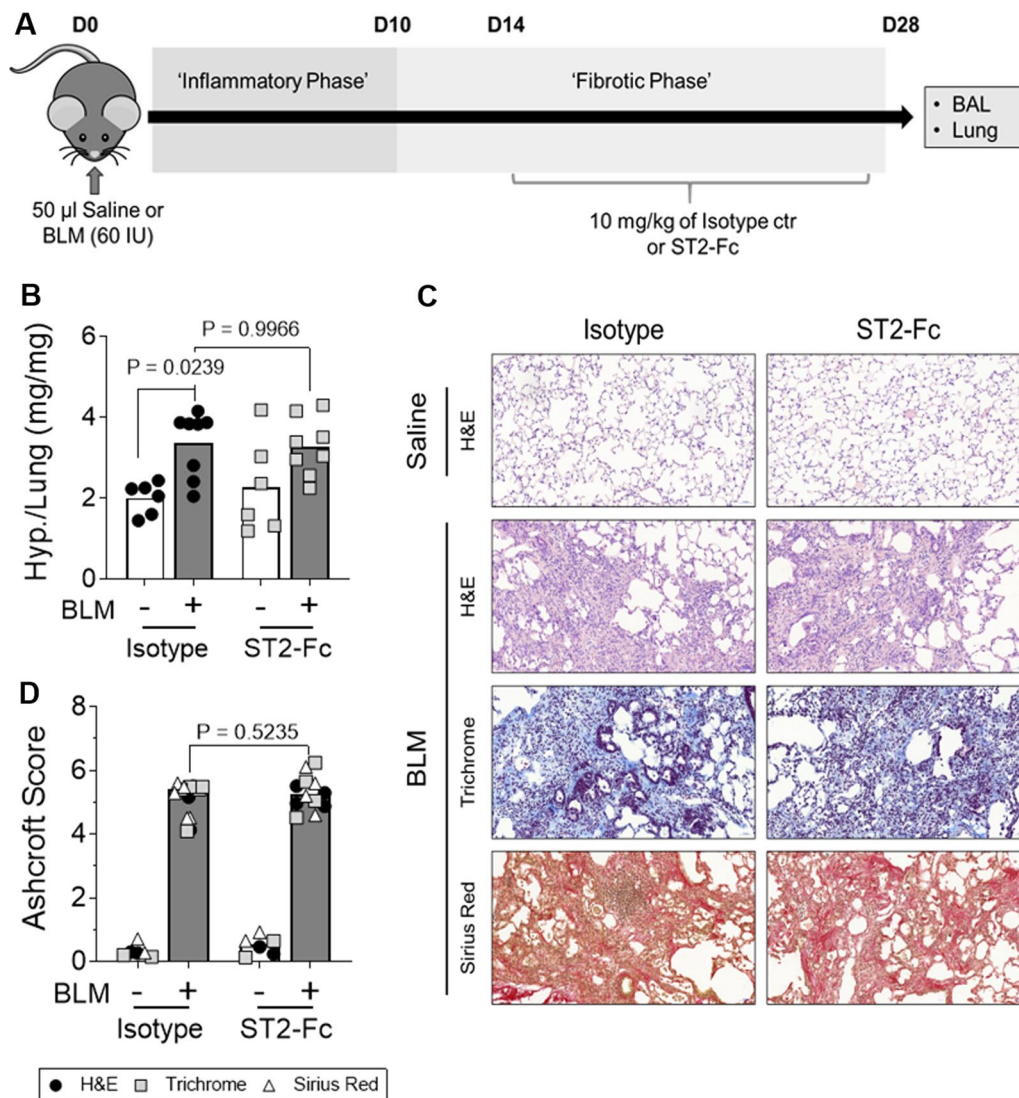 A
D0 D10 D14 D28
'Inflammatory Phase' 'Fibrotic Phase'
• BAL
• Lung
50 µl Saline or
BLM (60 IU)
10 mg/kg of Isotype ctr
or ST2-Fc
B
Hyp./Lung (mg/mg)
6
4
2
0
P = 0.9966
P = 0.0239
BLM - + - +
Isotype ST2-Fc
C
Isotype ST2-Fc
Saline
H&E
BLM
H&E
Trichrome
Sirius Red
D
Ashcroft Score
8
6
4
2
0
P = 0.5235
BLM - + - +
Isotype ST2-Fc
● H&E ■ Trichrome △ Sirius Red